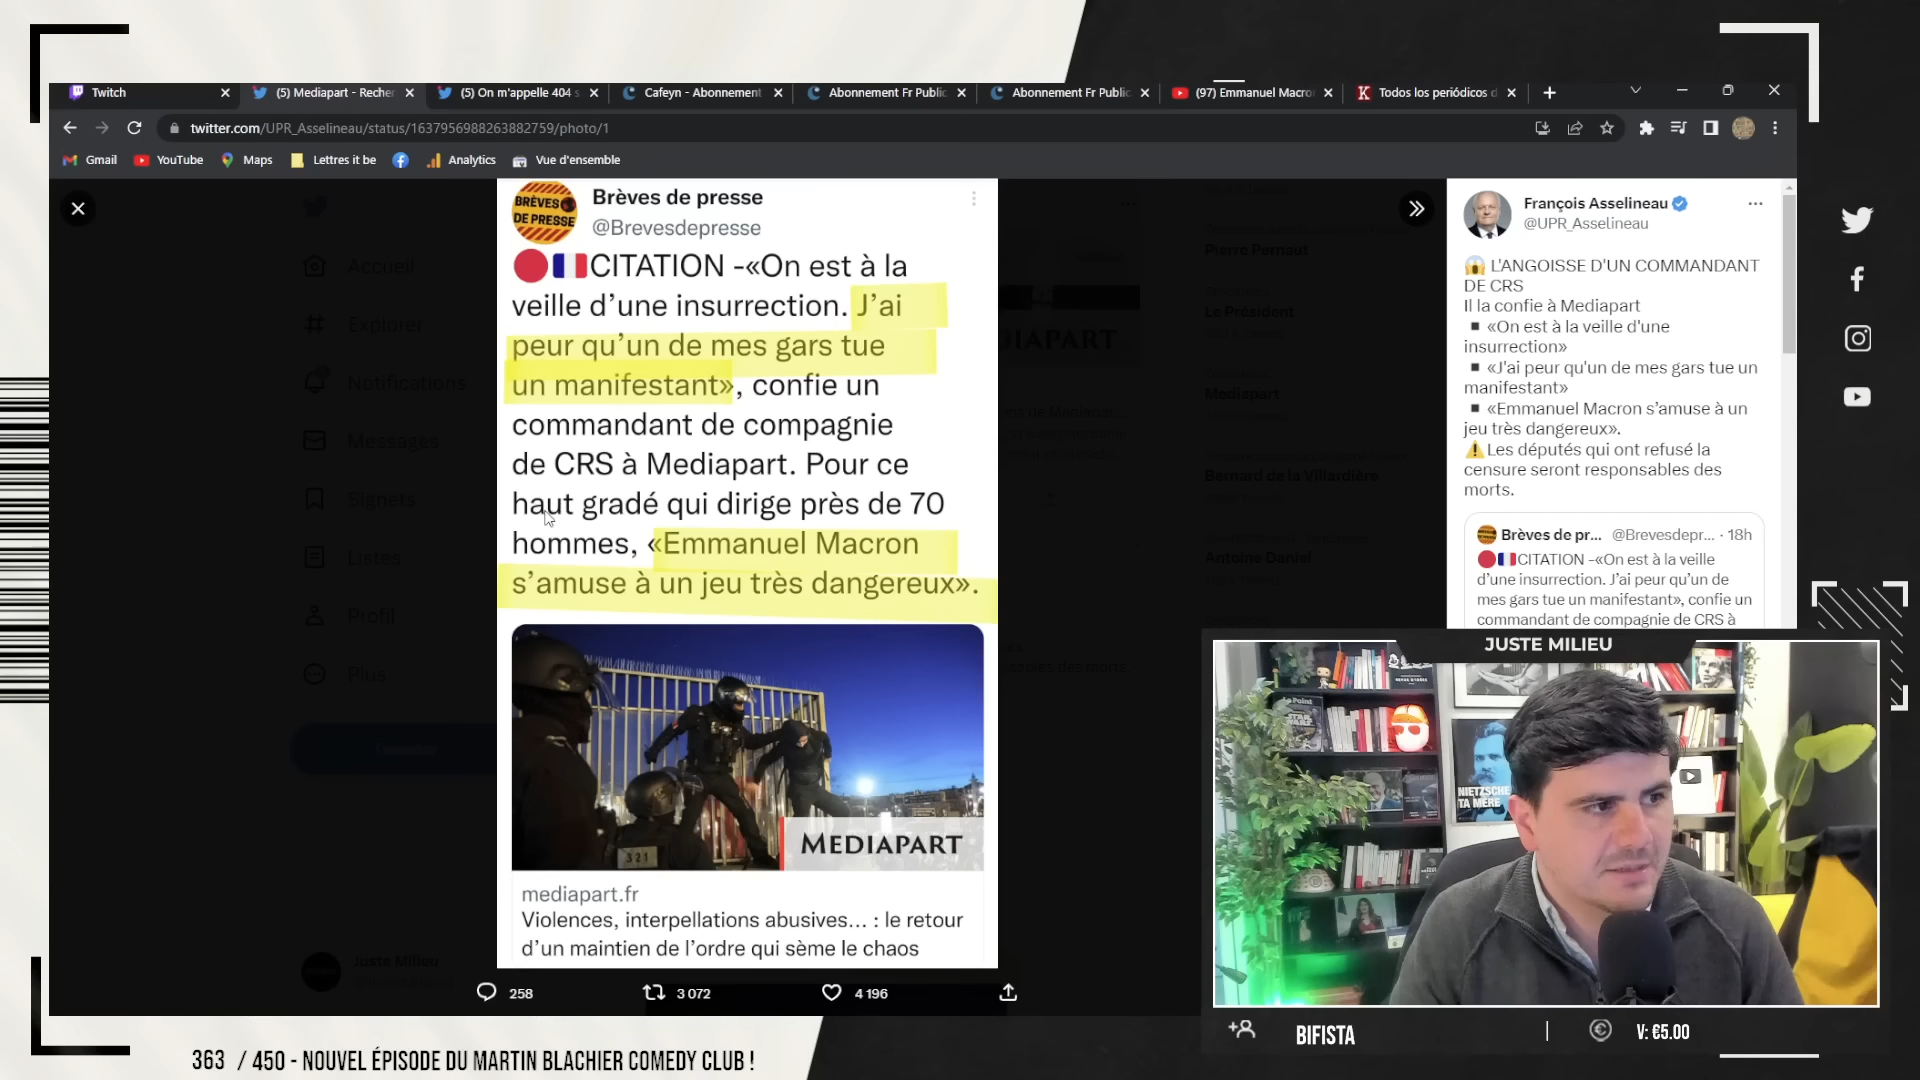 Twitch
(5) Mediapart - Recher
(5) On m'appelle 404 s
Cafeyn - Abonnement
Abonnement Fr Public
Abonnement Fr Public
(97) Emmanuel Macro
Todos los periódicos d
twitter.com/UPR_Asselineau/status/1637956988263882759/photo/1
Gmail
YouTube
Maps
Lettres it be
Analytics
Vue d'ensemble
Accueil
Explorer
Notifications
Messages
Signets
Listes
Profil
Plus
Juste Milieu
BRÈVES
DE PRESSE
Brèves de presse
@Brevesdepresse
CITATION -«On est à la
veille d’une insurrection. J’ai
peur qu’un de mes gars tue
un manifestant», confie un
commandant de compagnie
de CRS à Mediapart. Pour ce
haut gradé qui dirige près de 70
hommes, «Emmanuel Macron
s’amuse à un jeu très dangereux».
321
MEDIAPART
mediapart.fr
Violences, interpellations abusives… : le retour
d’un maintien de l’ordre qui sème le chaos
258
3 072
4 196
Pierre Pernaut
Le Président
Mediapart
Bernard de la Villardière
Antoine Daniel
François Asselineau
@UPR_Asselineau
L'ANGOISSE D'UN COMMANDANT
DE CRS
Il la confie à Mediapart
▪ «On est à la veille d'une
insurrection»
▪ «J'ai peur qu'un de mes gars tue un
manifestant»
▪ «Emmanuel Macron s’amuse à un
jeu très dangereux».
⚠Les députés qui ont refusé la
censure seront responsables des
morts.
Brèves de pr... @Brevesdepr... · 18h
CITATION -«On est à la veille
d’une insurrection. J’ai peur qu’un de
mes gars tue un manifestant», confie un
commandant de compagnie de CRS à
JUSTE MILIEU
Le Point
STAR
WARS
NIETZSCHE
TA MÈRE
BIFISTA
V: €5.00
363 / 450 - NOUVEL ÉPISODE DU MARTIN BLACHIER COMEDY CLUB !